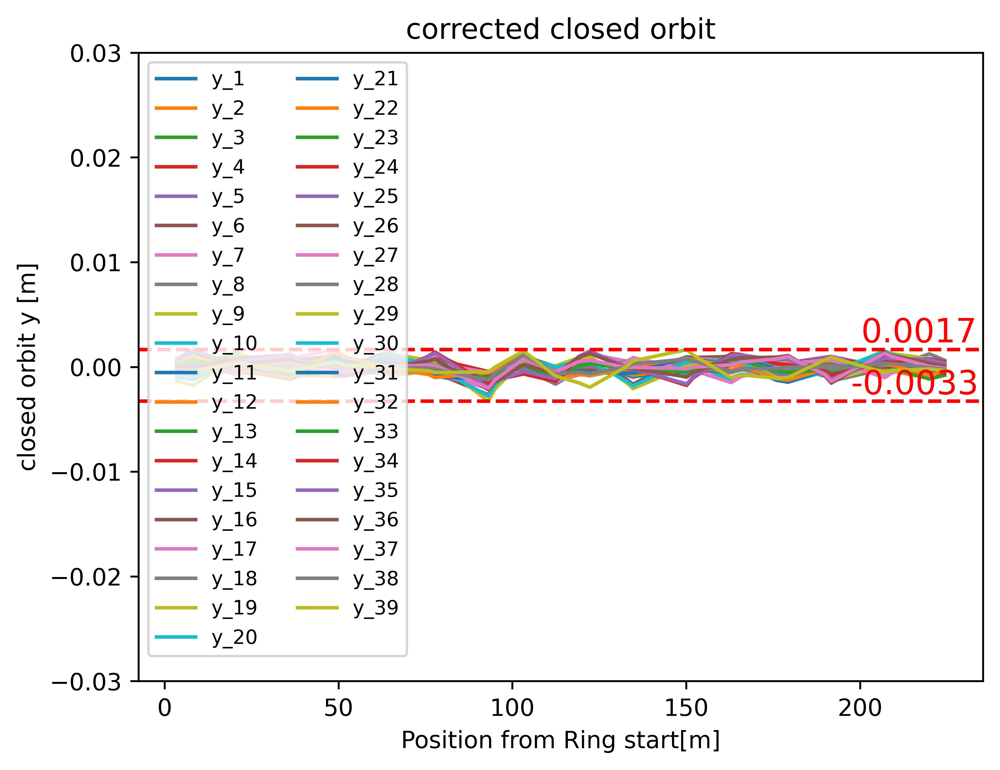 corrected closed orbit
0.03
0.02
0.01
0.00
−0.01
−0.02
−0.03
closed orbit y [m]
y_1
y_2
y_3
y_4
y_5
y_6
y_7
y_8
y_9
y_10
y_11
y_12
y_13
y_14
y_15
y_16
y_17
y_18
y_19
y_20
y_21
y_22
y_23
y_24
y_25
y_26
y_27
y_28
y_29
y_30
y_31
y_32
y_33
y_34
y_35
y_36
y_37
y_38
y_39
0.0017
-0.0033
0
50
100
150
200
Position from Ring start[m]